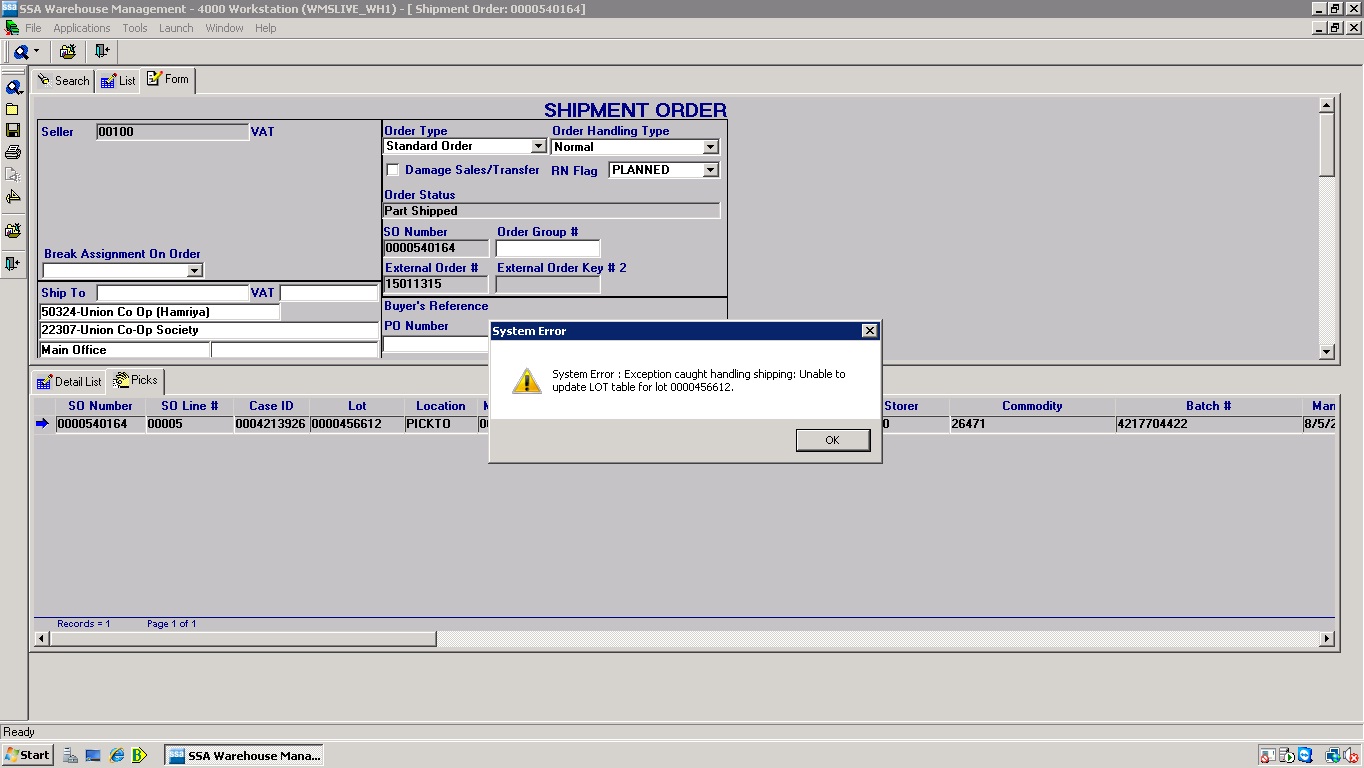 SSA Warehouse Management - 4000 Workstation (WMSLIVE_WH1) - [ Shipment Order: 0000540164]
File Applications Tools Launch Window Help
Search List Form
SHIPMENT ORDER
Seller 00100 VAT
Order Type Order Handling Type
Standard Order Normal
Damage Sales/Transfer RN Flag PLANNED
Order Status
Part Shipped
SO Number Order Group #
0000540164
Break Assignment On Order
External Order # External Order Key # 2
15011315
Ship To VAT
50324-Union Co Op (Hamriya)
22307-Union Co-Op Society
Main Office
Buyer's Reference
PO Number
System Error
System Error : Exception caught handling shipping: Unable to
update LOT table for lot 0000456612.
OK
Detail List Picks
SO Number SO Line # Case ID Lot Location Storer Commodity Batch # Man
0000540164 00005 0004213926 0000456612 PICKTO 0 26471 4217704422 8/5/2
Records = 1 Page 1 of 1
Ready
Start SSA Warehouse Mana...